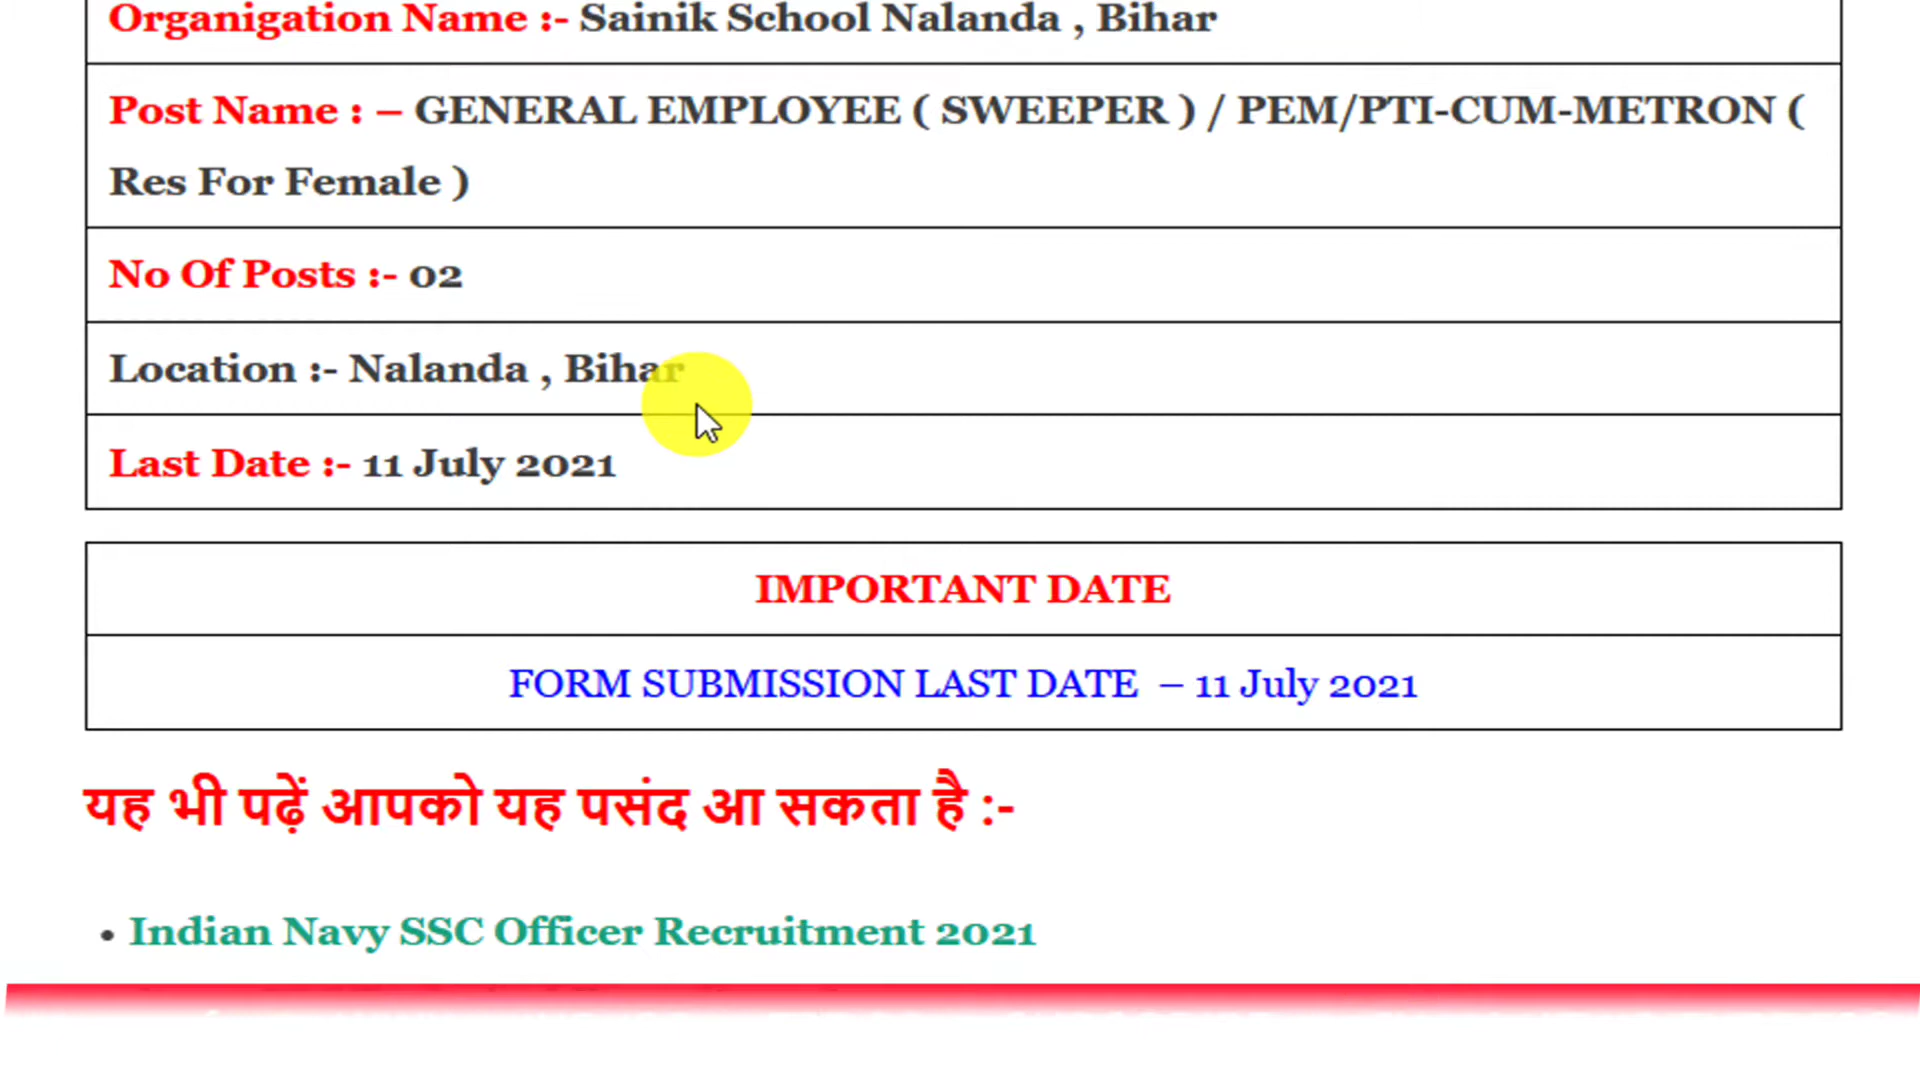 Organigation Name :- Sainik School Nalanda , Bihar
Post Name : – GENERAL EMPLOYEE ( SWEEPER ) / PEM/PTI-CUM-METRON (
Res For Female )
No Of Posts :- 02
Location :- Nalanda , Bihar
Last Date :- 11 July 2021
IMPORTANT DATE
FORM SUBMISSION LAST DATE – 11 July 2021
यह भी पढ़ें आपको यह पसंद आ सकता है :-
• Indian Navy SSC Officer Recruitment 2021